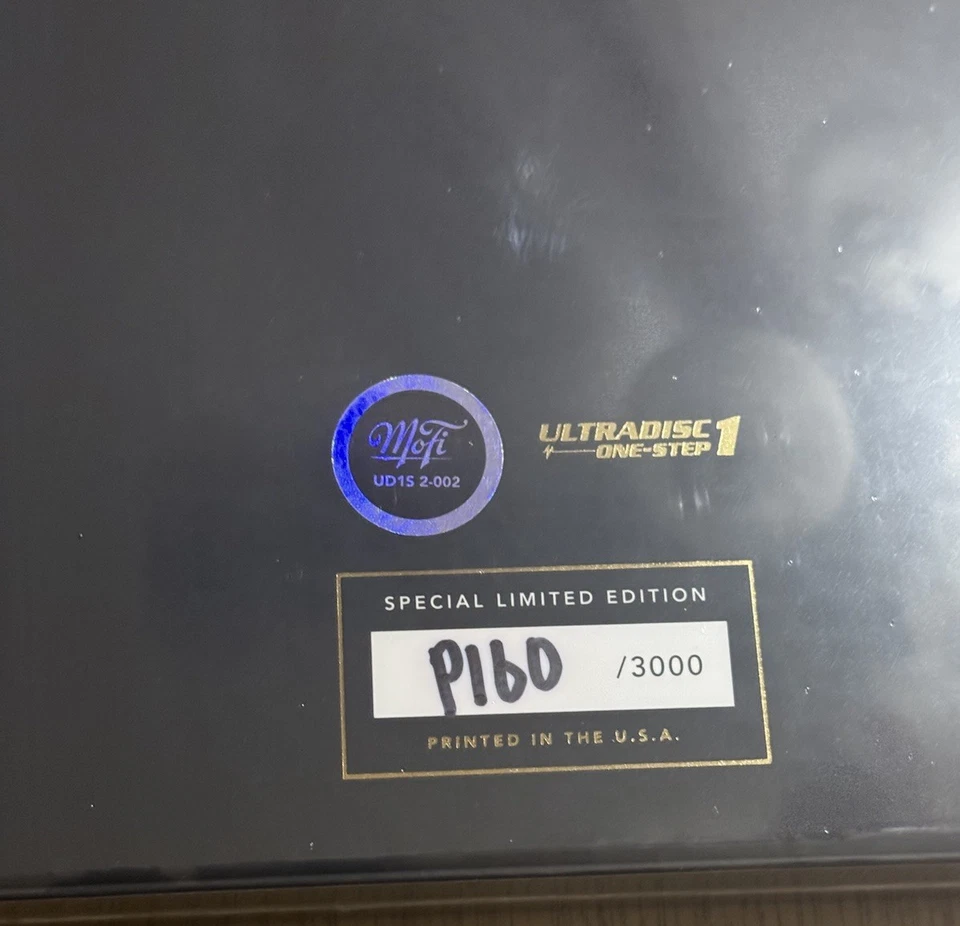 MoFi
UD1S 2-002
ULTRADISC 1
ONE-STEP
SPECIAL LIMITED EDITION
P160 /3000
PRINTED IN THE U.S.A.